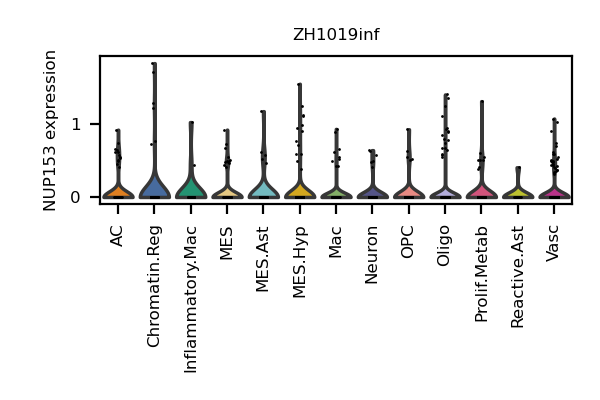 ZH1019inf
NUP153 expression
1
0
AC
Chromatin.Reg
Inflammatory.Mac
MES
MES.Ast
MES.Hyp
Mac
Neuron
OPC
Oligo
Prolif.Metab
Reactive.Ast
Vasc